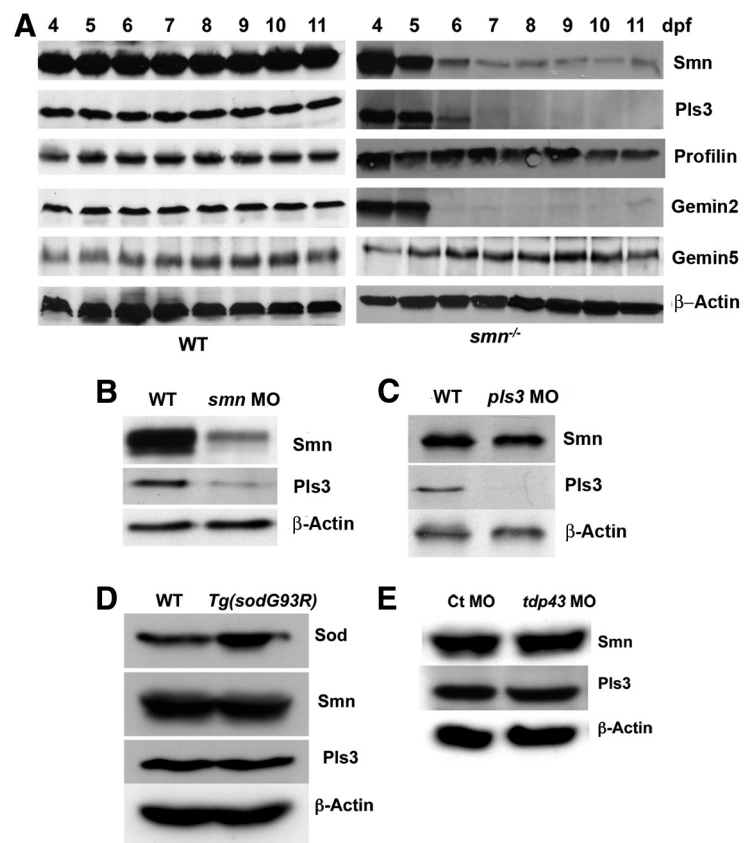 A
4 5 6 7 8 9 10 11 4 5 6 7 8 9 10 11 dpf
Smn
Pls3
Profilin
Gemin2
Gemin5
β–Actin
WT smn-/-
B
WT smn MO
Smn
Pls3
β-Actin
C
WT pls3 MO
Smn
Pls3
β-Actin
D
WT Tg(sodG93R)
Sod
Smn
Pls3
β-Actin
E
Ct MO tdp43 MO
Smn
Pls3
β-Actin